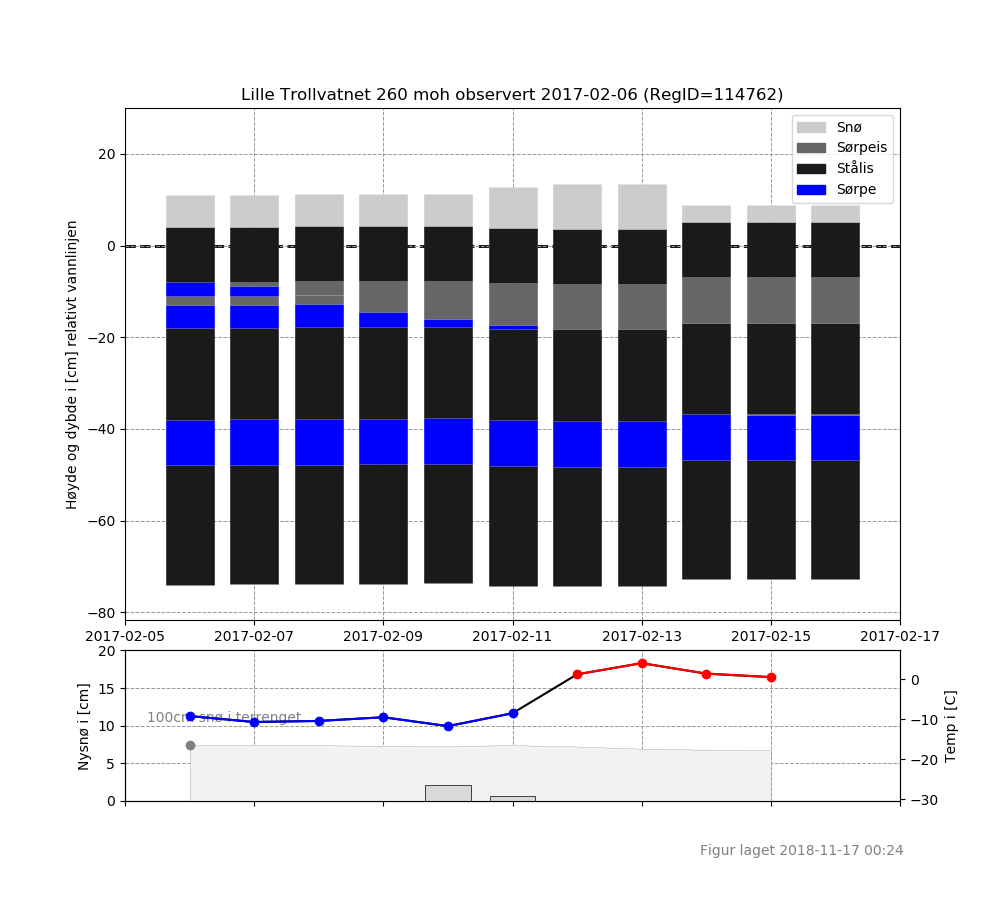 Lille Trollvatnet 260 moh observert 2017-02-06 (RegID=114762)
Snø
Sørpeis
Stålis
Sørpe
Høyde og dybde i [cm] relativt vannlinjen
20
0
−20
−40
−60
−80
2017-02-05 2017-02-07 2017-02-09 2017-02-11 2017-02-13 2017-02-15 2017-02-17
Nysnø i [cm]
20
15
10
5
0
100cm snø i terrenget
0
−10
−20
−30
Temp i [C]
Figur laget 2018-11-17 00:24